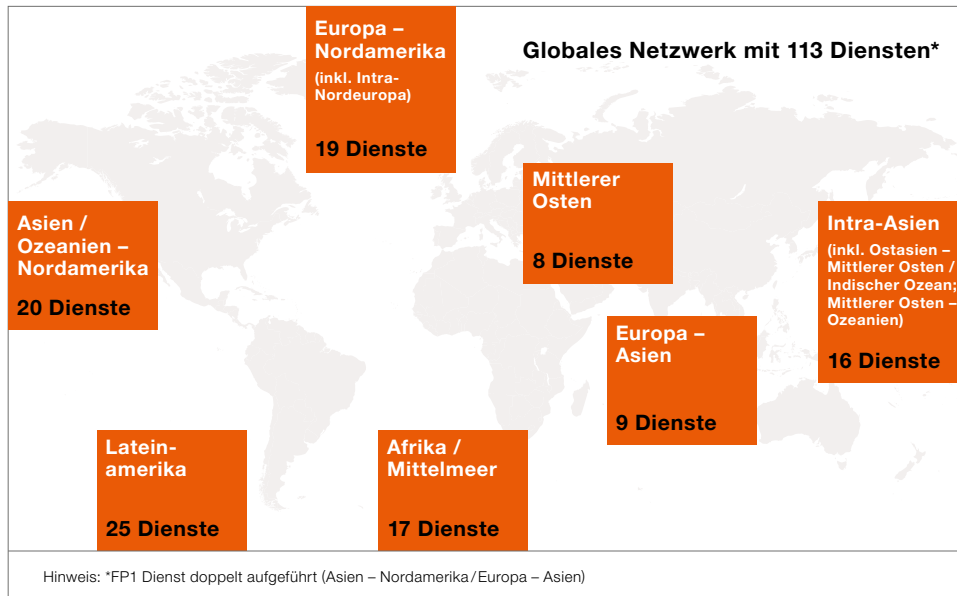 Globales Netzwerk mit 113 Diensten*
Europa –
Nordamerika
(inkl. Intra-
Nordeuropa)
19 Dienste
Mittlerer
Osten
8 Dienste
Asien /
Ozeanien –
Nordamerika
20 Dienste
Intra-Asien
(inkl. Ostasien –
Mittlerer Osten /
Indischer Ozean;
Mittlerer Osten –
Ozeanien)
16 Dienste
Europa –
Asien
9 Dienste
Latein-
amerika
25 Dienste
Afrika /
Mittelmeer
17 Dienste
Hinweis: *FP1 Dienst doppelt aufgeführt (Asien – Nordamerika / Europa – Asien)